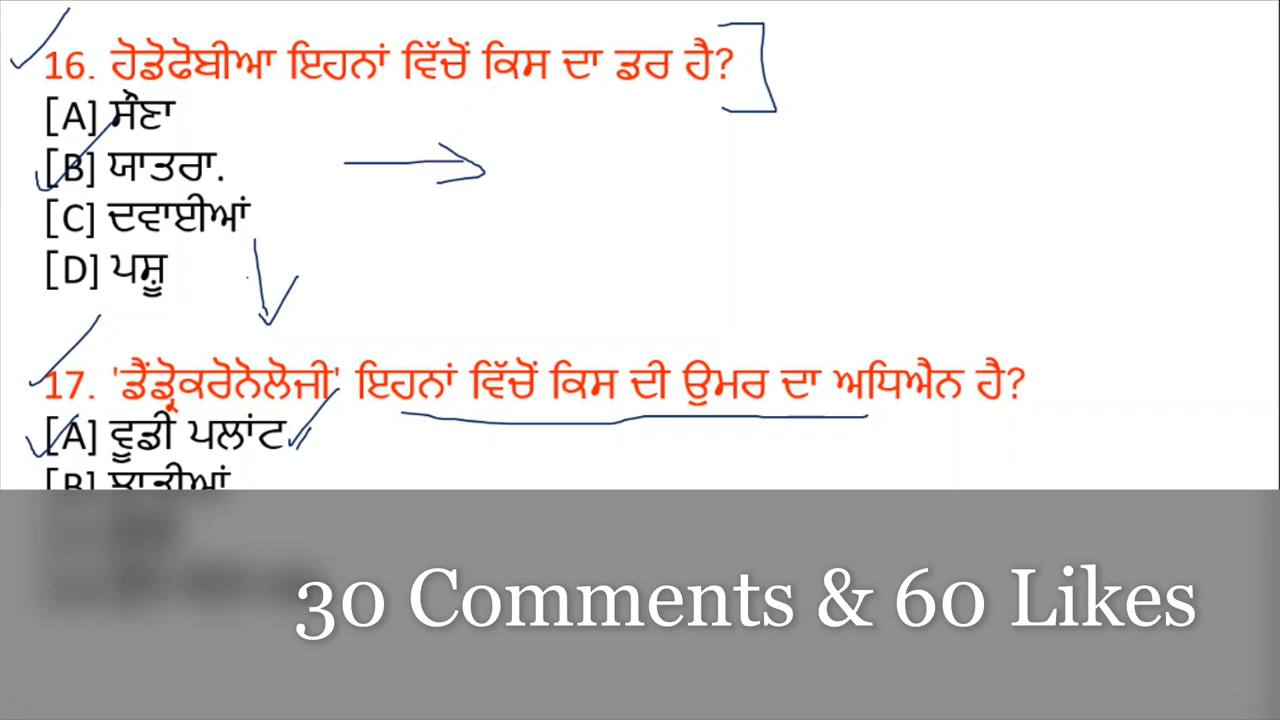 16. ਹੋਡੋਫੋਬੀਆ ਇਹਨਾਂ ਵਿੱਚੋਂ ਕਿਸ ਦਾ ਡਰ ਹੈ?
[A] ਸੌਣਾ
[B] ਯਾਤਰਾ.
[C] ਦਵਾਈਆਂ
[D] ਪਸ਼ੂ
17. 'ਡੈਂਡ੍ਰੋਕਰੋਨੋਲੋਜੀ' ਇਹਨਾਂ ਵਿੱਚੋਂ ਕਿਸ ਦੀ ਉਮਰ ਦਾ ਅਧਿਐਨ ਹੈ?
[A] ਵੂਡੀ ਪਲਾਂਟ
[B]
30 Comments & 60 Likes